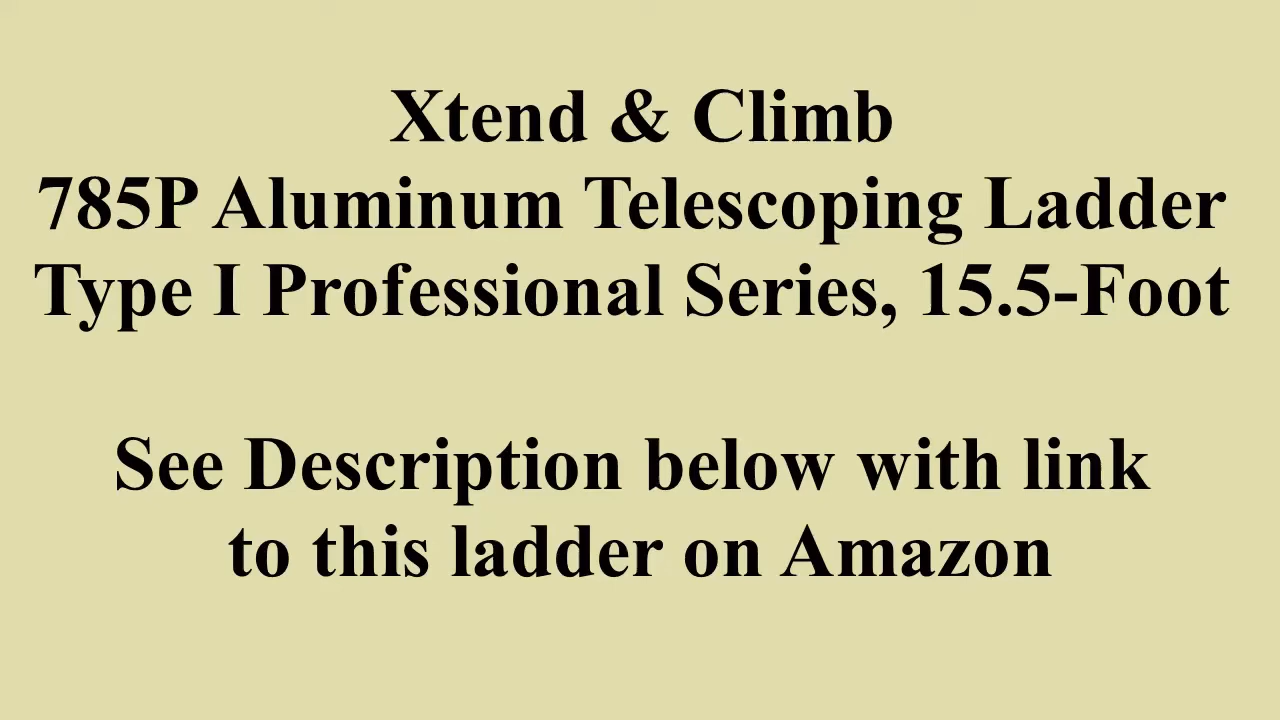 Xtend & Climb
785P Aluminum Telescoping Ladder
Type I Professional Series, 15.5-Foot
See Description below with link
to this ladder on Amazon